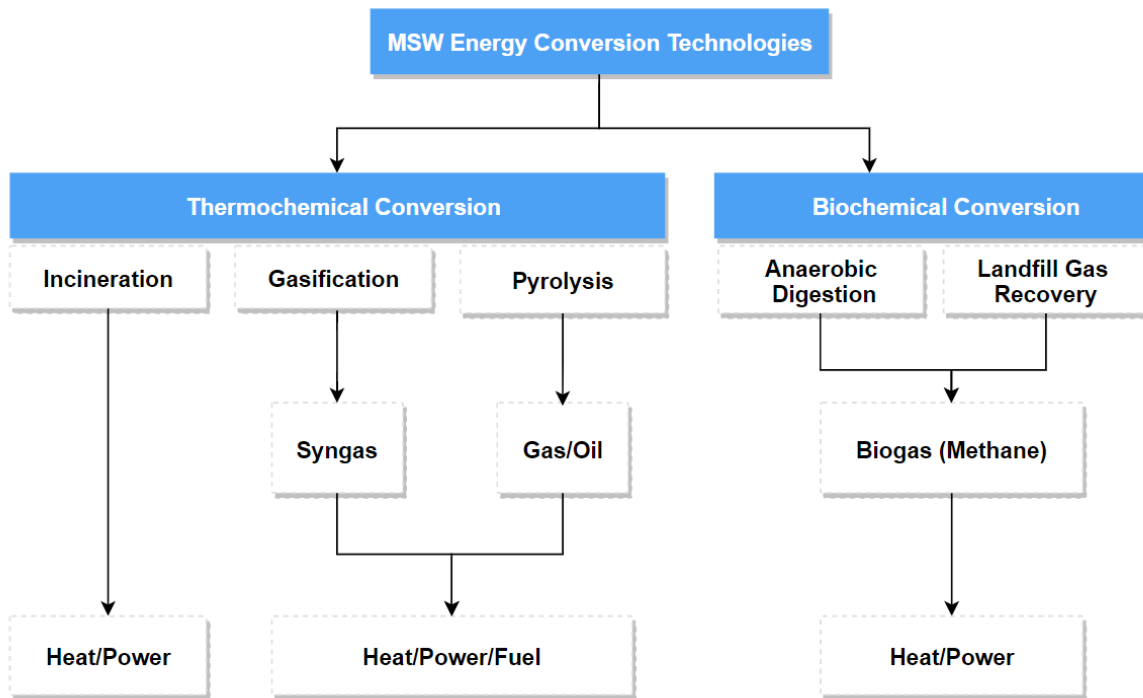 MSW Energy Conversion Technologies
Thermochemical Conversion
Biochemical Conversion
Incineration
Gasification
Pyrolysis
Anaerobic
Digestion
Landfill Gas
Recovery
Syngas
Gas/Oil
Biogas (Methane)
Heat/Power
Heat/Power/Fuel
Heat/Power